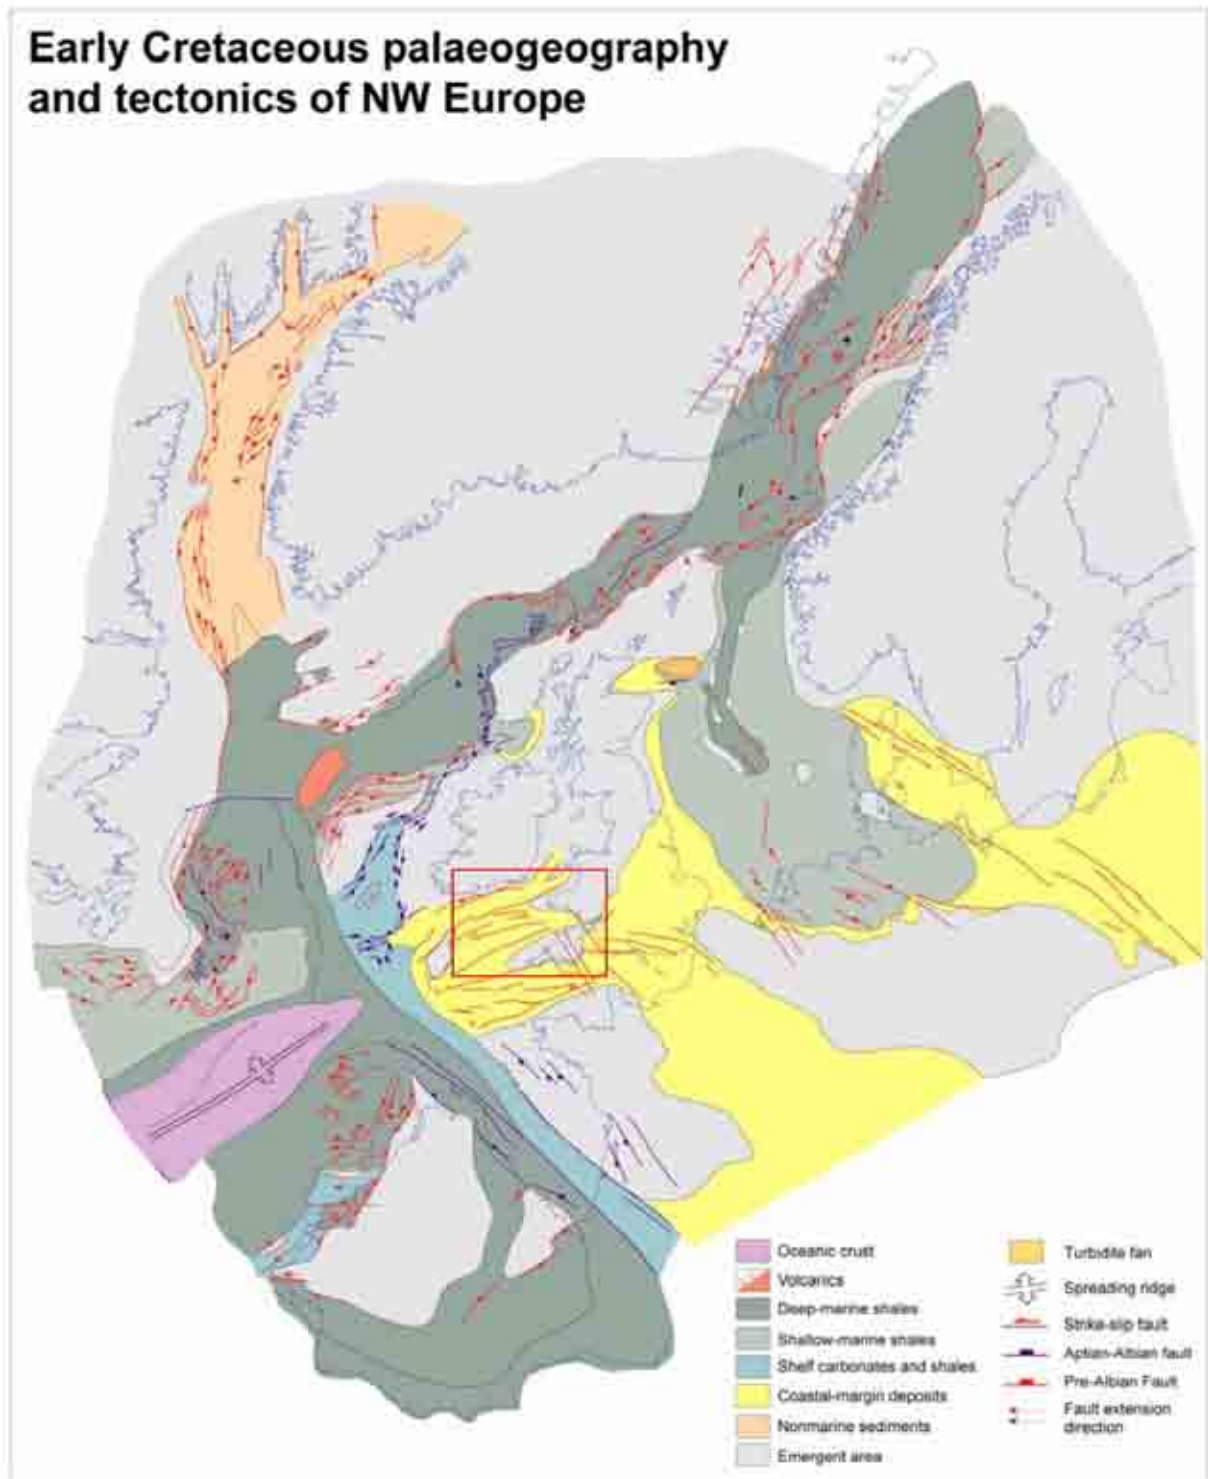 Early Cretaceous palaeogeography
and tectonics of NW Europe
Oceanic crust
Volcanics
Deep-marine shales
Shallow-marine shales
Shelf carbonates and shales
Coastal-margin deposits
Nonmarine sediments
Emergent area
Turbidite fan
Spreading ridge
Strike-slip fault
Aptian-Albian fault
Pre-Albian Fault
Fault extension
direction